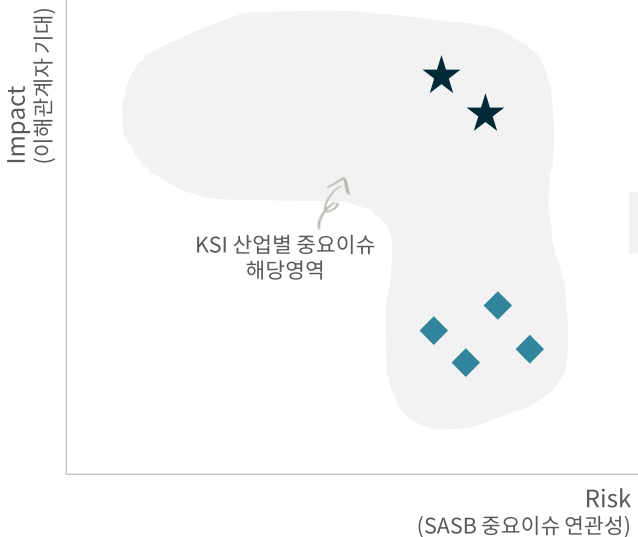 Impact
(이해관계자 기대)
KSI 산업별 중요이슈
해당영역
Risk
(SASB 중요이슈 연관성)